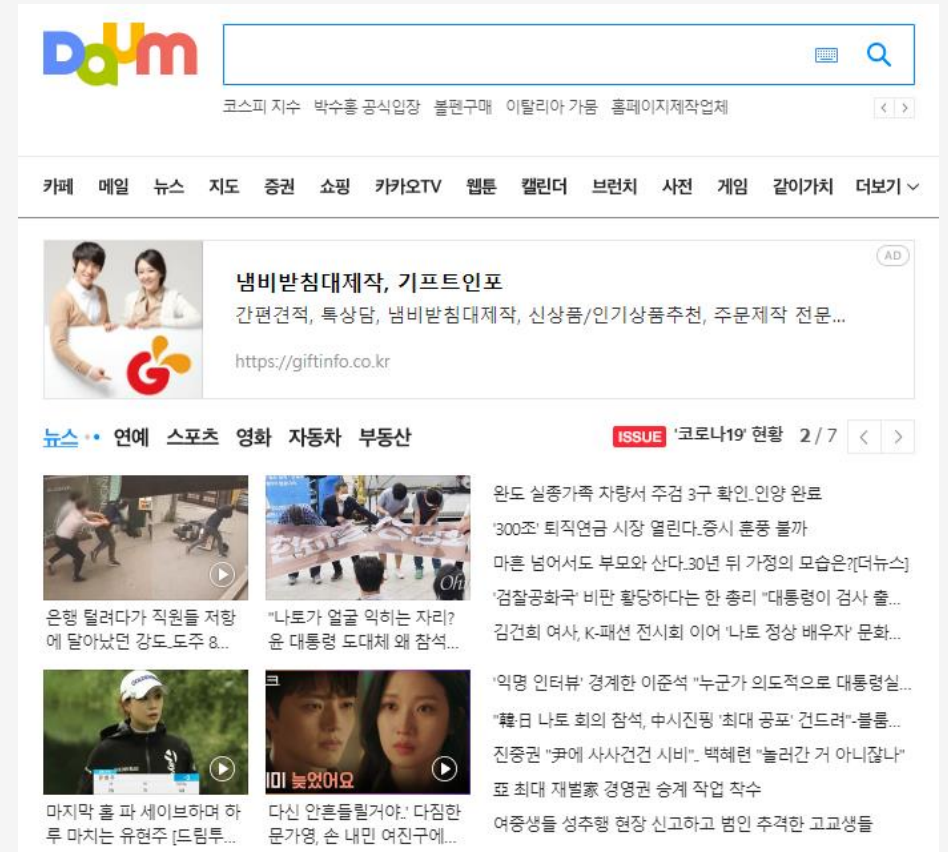 Daum
코스피 지수 박수홍 공식입장 볼펜구매 이탈리아 가뭄 홈페이지제작업체
카페 메일 뉴스 지도 증권 쇼핑 카카오TV 웹툰 캘린더 브런치 사전 게임 같이가치 더보기
AD
냄비받침대제작, 기프트인포
간편견적, 특상담, 냄비받침대제작, 신상품/인기상품추천, 주문제작 전문...
https://giftinfo.co.kr
G
뉴스 연예 스포츠 영화 자동차 부동산
ISSUE '코로나19' 현황 2/7
은행 털려다가 직원들 저항
에 달아났던 강도..도주 8...
Oh
"나토가 얼굴 익히는 자리?
윤 대통령 도대체 왜 참석...
완도 실종가족 차량서 주검 3구 확인..인양 완료
'300조' 퇴직연금 시장 열린다..증시 훈풍 불까
마흔 넘어서도 부모와 산다..30년 뒤 가정의 모습은?[더뉴스]
'검찰공화국' 비판 황당하다는 한 총리 "대통령이 검사 출...
김건희 여사, K-패션 전시회 이어 '나토 정상 배우자' 문화...
마지막 홀 파 세이브하며 하
루 마치는 유현주 [드림투...
크
늦었어요
다신 안흔들릴거야..' 다짐한
문가영, 손 내민 여진구에...
'익명 인터뷰' 경계한 이준석 "누군가 의도적으로 대통령실...
"韓·日 나토 회의 참석, 中시진핑 '최대 공포' 건드려"-블룸...
진중권 "尹에 사사건건 시비".. 백혜련 "놀러간 거 아니잖나"
亞 최대 재벌家 경영권 승계 작업 착수
여중생들 성추행 현장 신고하고 범인 추격한 고교생들